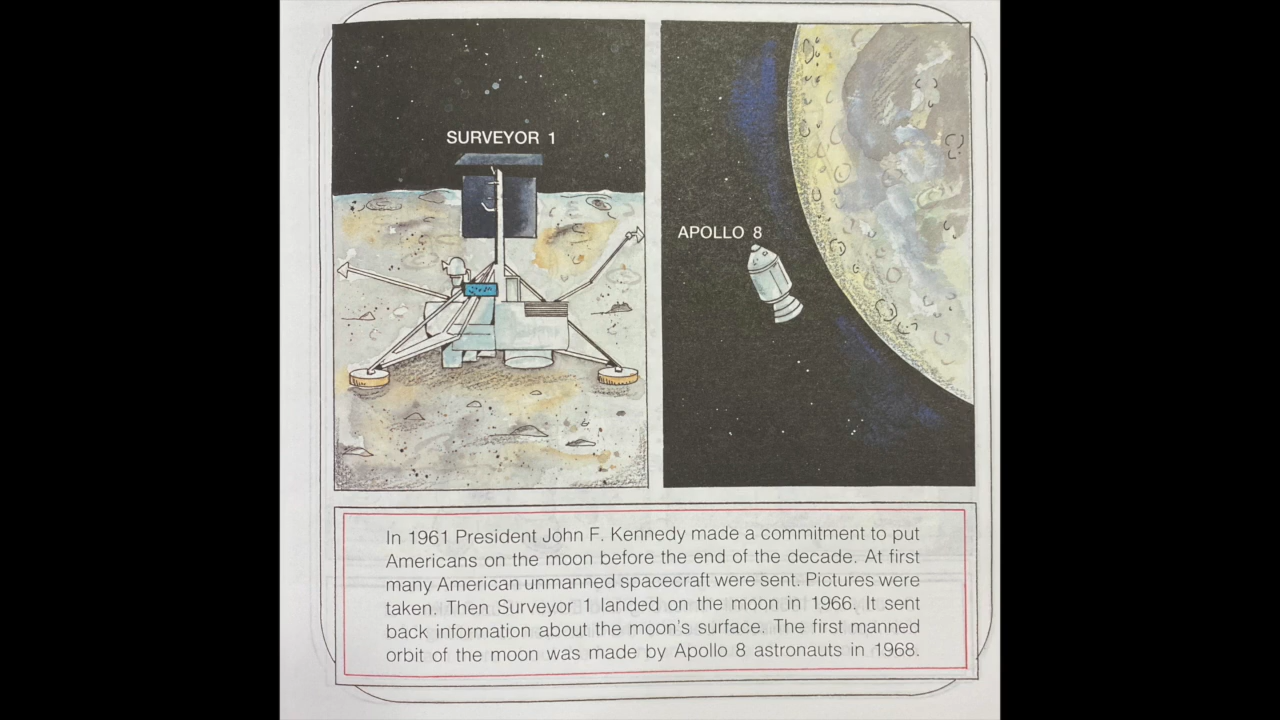 SURVEYOR 1
APOLLO 8
In 1961 President John F. Kennedy made a commitment to put
Americans on the moon before the end of the decade. At first
many American unmanned spacecraft were sent. Pictures were
taken. Then Surveyor 1 landed on the moon in 1966. It sent
back information about the moon's surface. The first manned
orbit of the moon was made by Apollo 8 astronauts in 1968.